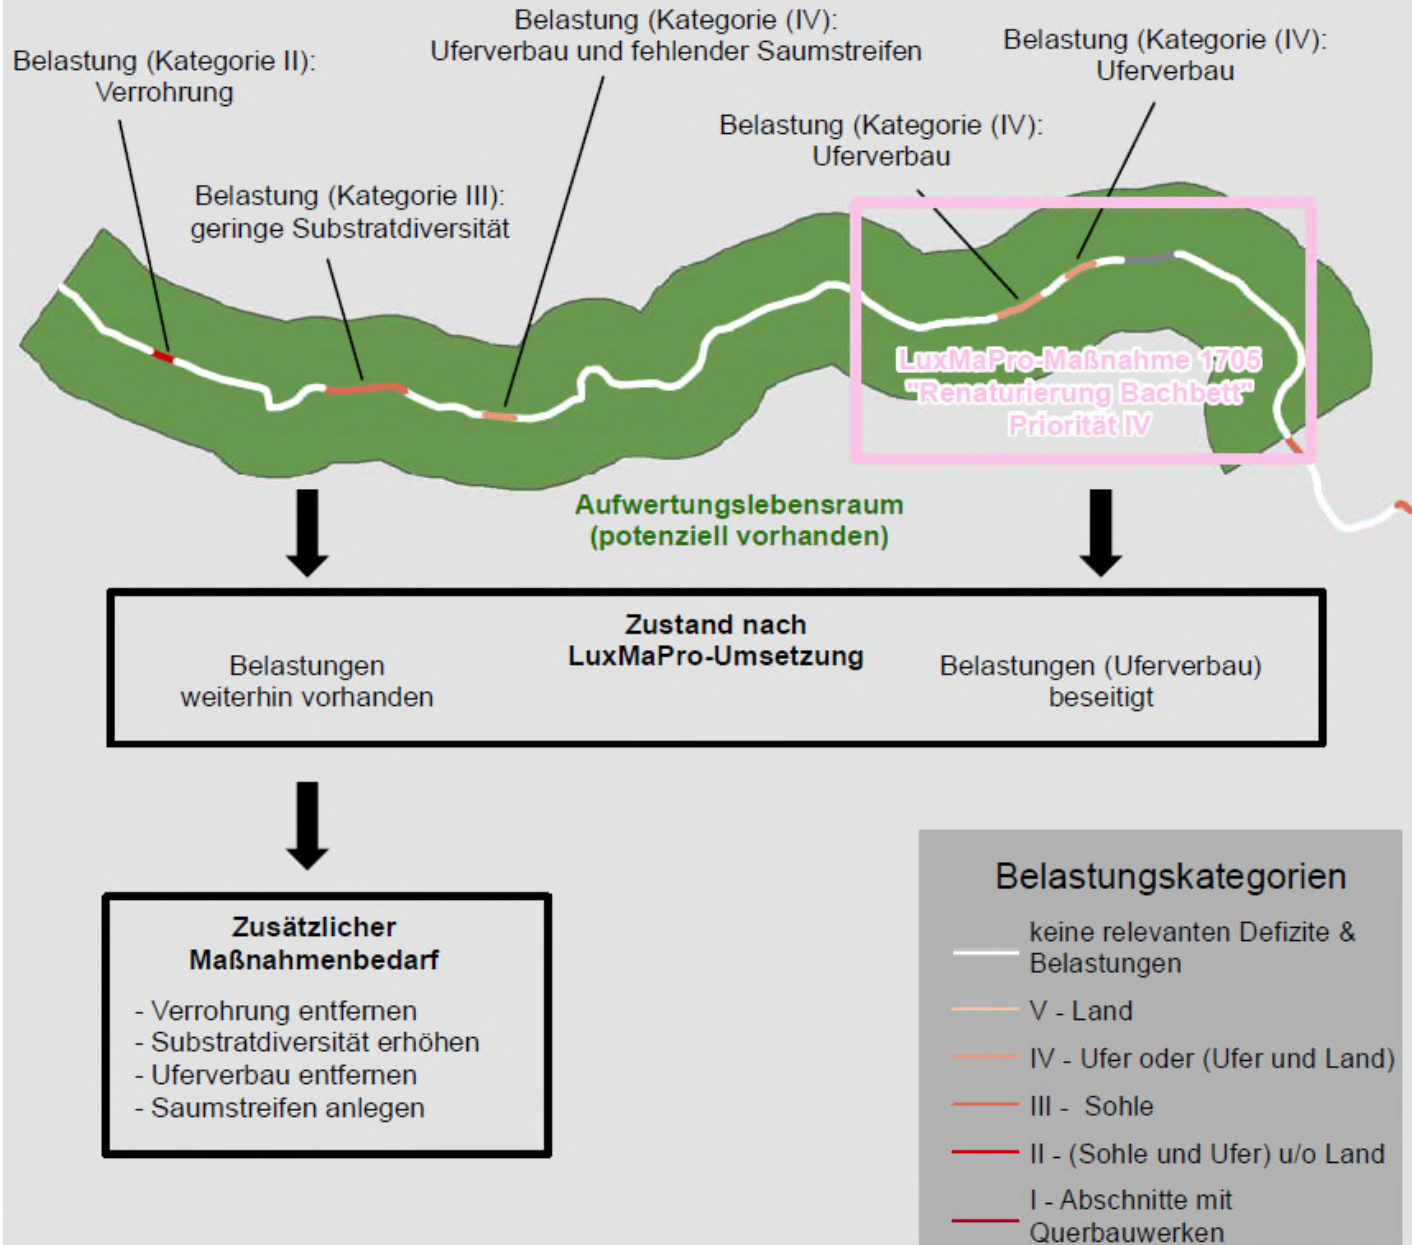 Belastung (Kategorie II):
Verrohrung
Belastung (Kategorie (IV):
Uferverbau und fehlender Saumstreifen
Belastung (Kategorie (IV):
Uferverbau
Belastung (Kategorie (IV):
Uferverbau
Belastung (Kategorie III):
geringe Substratdiversität
LuxMaPro-Maßnahme 1705
"Renaturierung Bachbett"
Priorität IV
Aufwertungslebensraum
(potenziell vorhanden)
Zustand nach
LuxMaPro-Umsetzung
Belastungen
weiterhin vorhanden
Belastungen (Uferverbau)
beseitigt
Zusätzlicher
Maßnahmenbedarf
- Verrohrung entfernen
- Substratdiversität erhöhen
- Uferverbau entfernen
- Saumstreifen anlegen
Belastungskategorien
keine relevanten Defizite &
Belastungen
V - Land
IV - Ufer oder (Ufer und Land)
III - Sohle
II - (Sohle und Ufer) u/o Land
I - Abschnitte mit
Querbauwerken